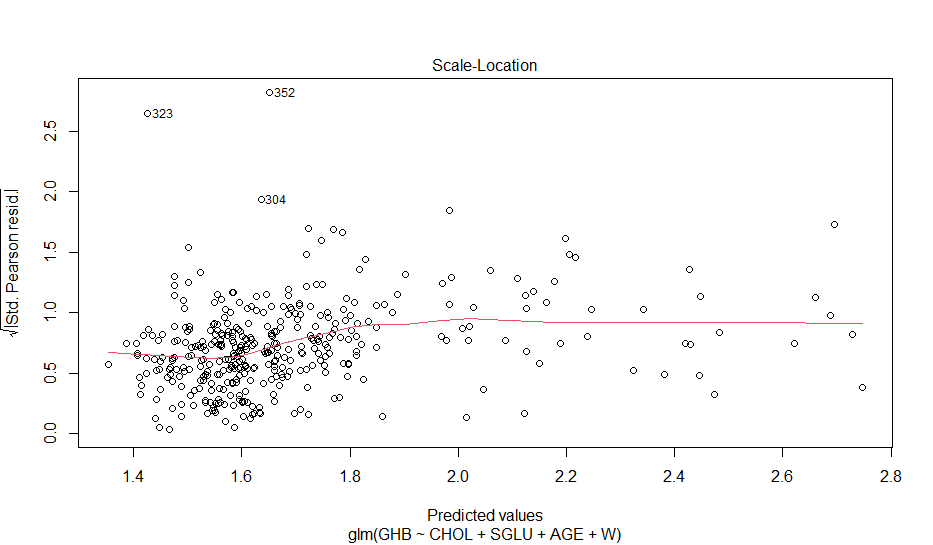 Scale-Location
352
323
304
√|Std. Pearson resid.|
2.5
2.0
1.5
1.0
0.5
0.0
1.4 1.6 1.8 2.0 2.2 2.4 2.6 2.8
Predicted values
glm(GHB ~ CHOL + SGLU + AGE + W)